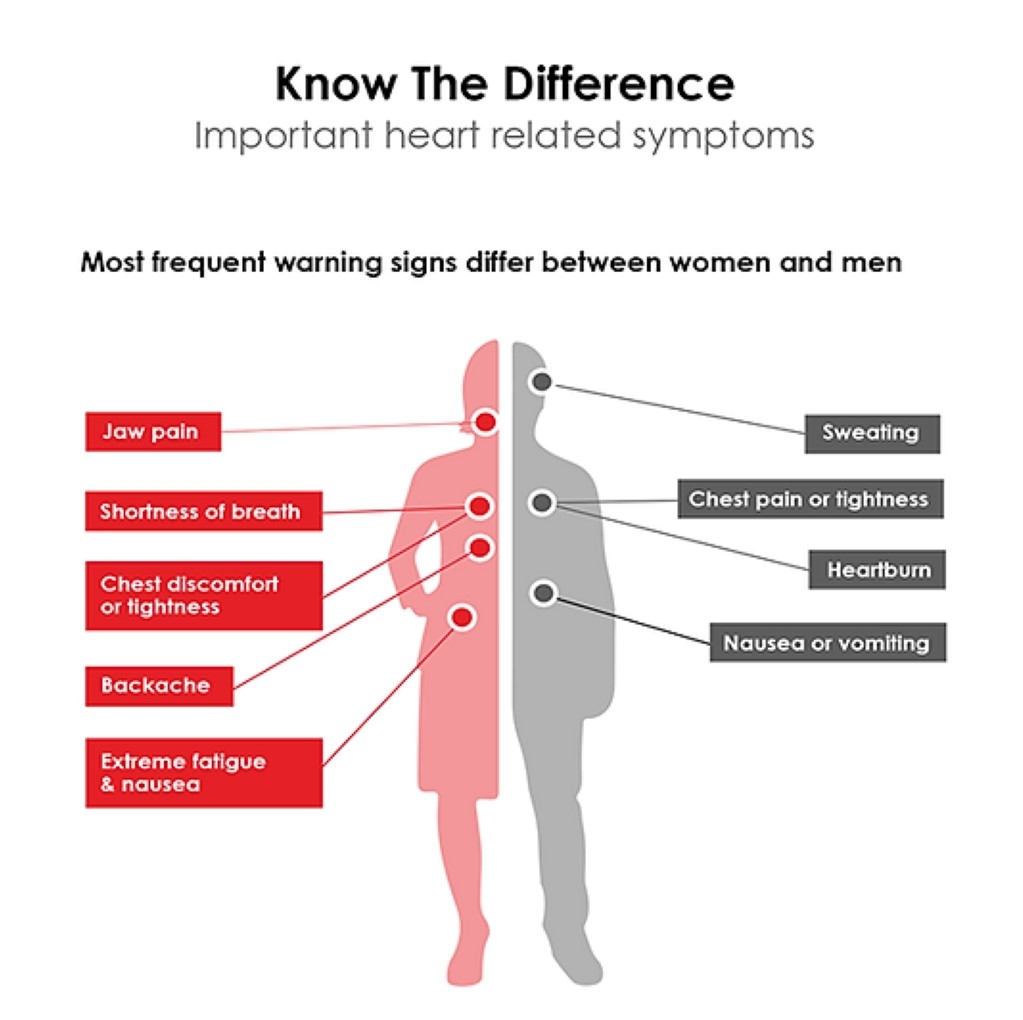 Know The Difference
Important heart related symptoms
Most frequent warning signs differ between women and men
Jaw pain
Shortness of breath
Chest discomfort
or tightness
Backache
Extreme fatigue
& nausea
Sweating
Chest pain or tightness
Heartburn
Nausea or vomiting